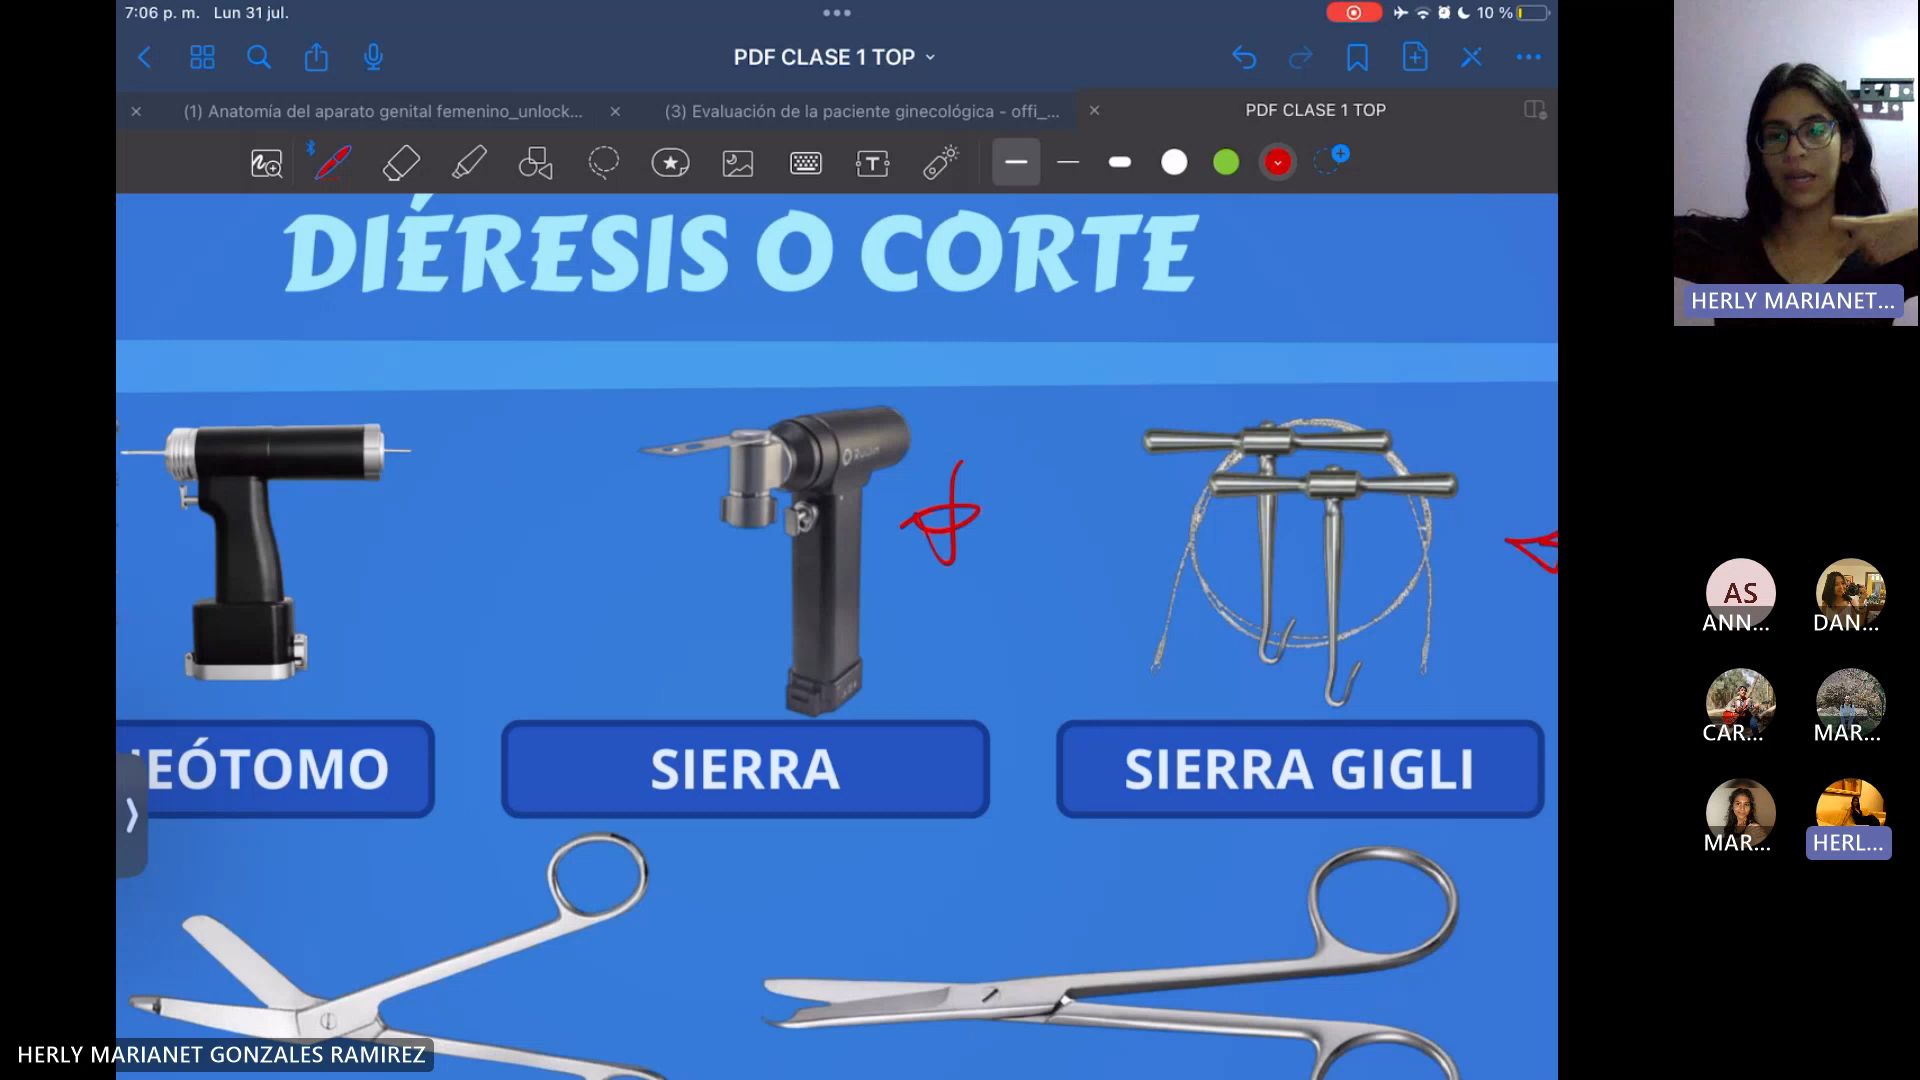 7:06 p. m. Lun 31 jul.
10 %
PDF CLASE 1 TOP
(1) Anatomía del aparato genital femenino_unlock...
(3) Evaluación de la paciente ginecológica - offi_...
PDF CLASE 1 TOP
T
DIÉRESIS O CORTE
HERLY MARIANET...
EÓTOMO
SIERRA
SIERRA GIGLI
AS
ANN...
DAN...
CAR...
MAR...
MAR...
HERL...
HERLY MARIANET GONZALES RAMIREZ